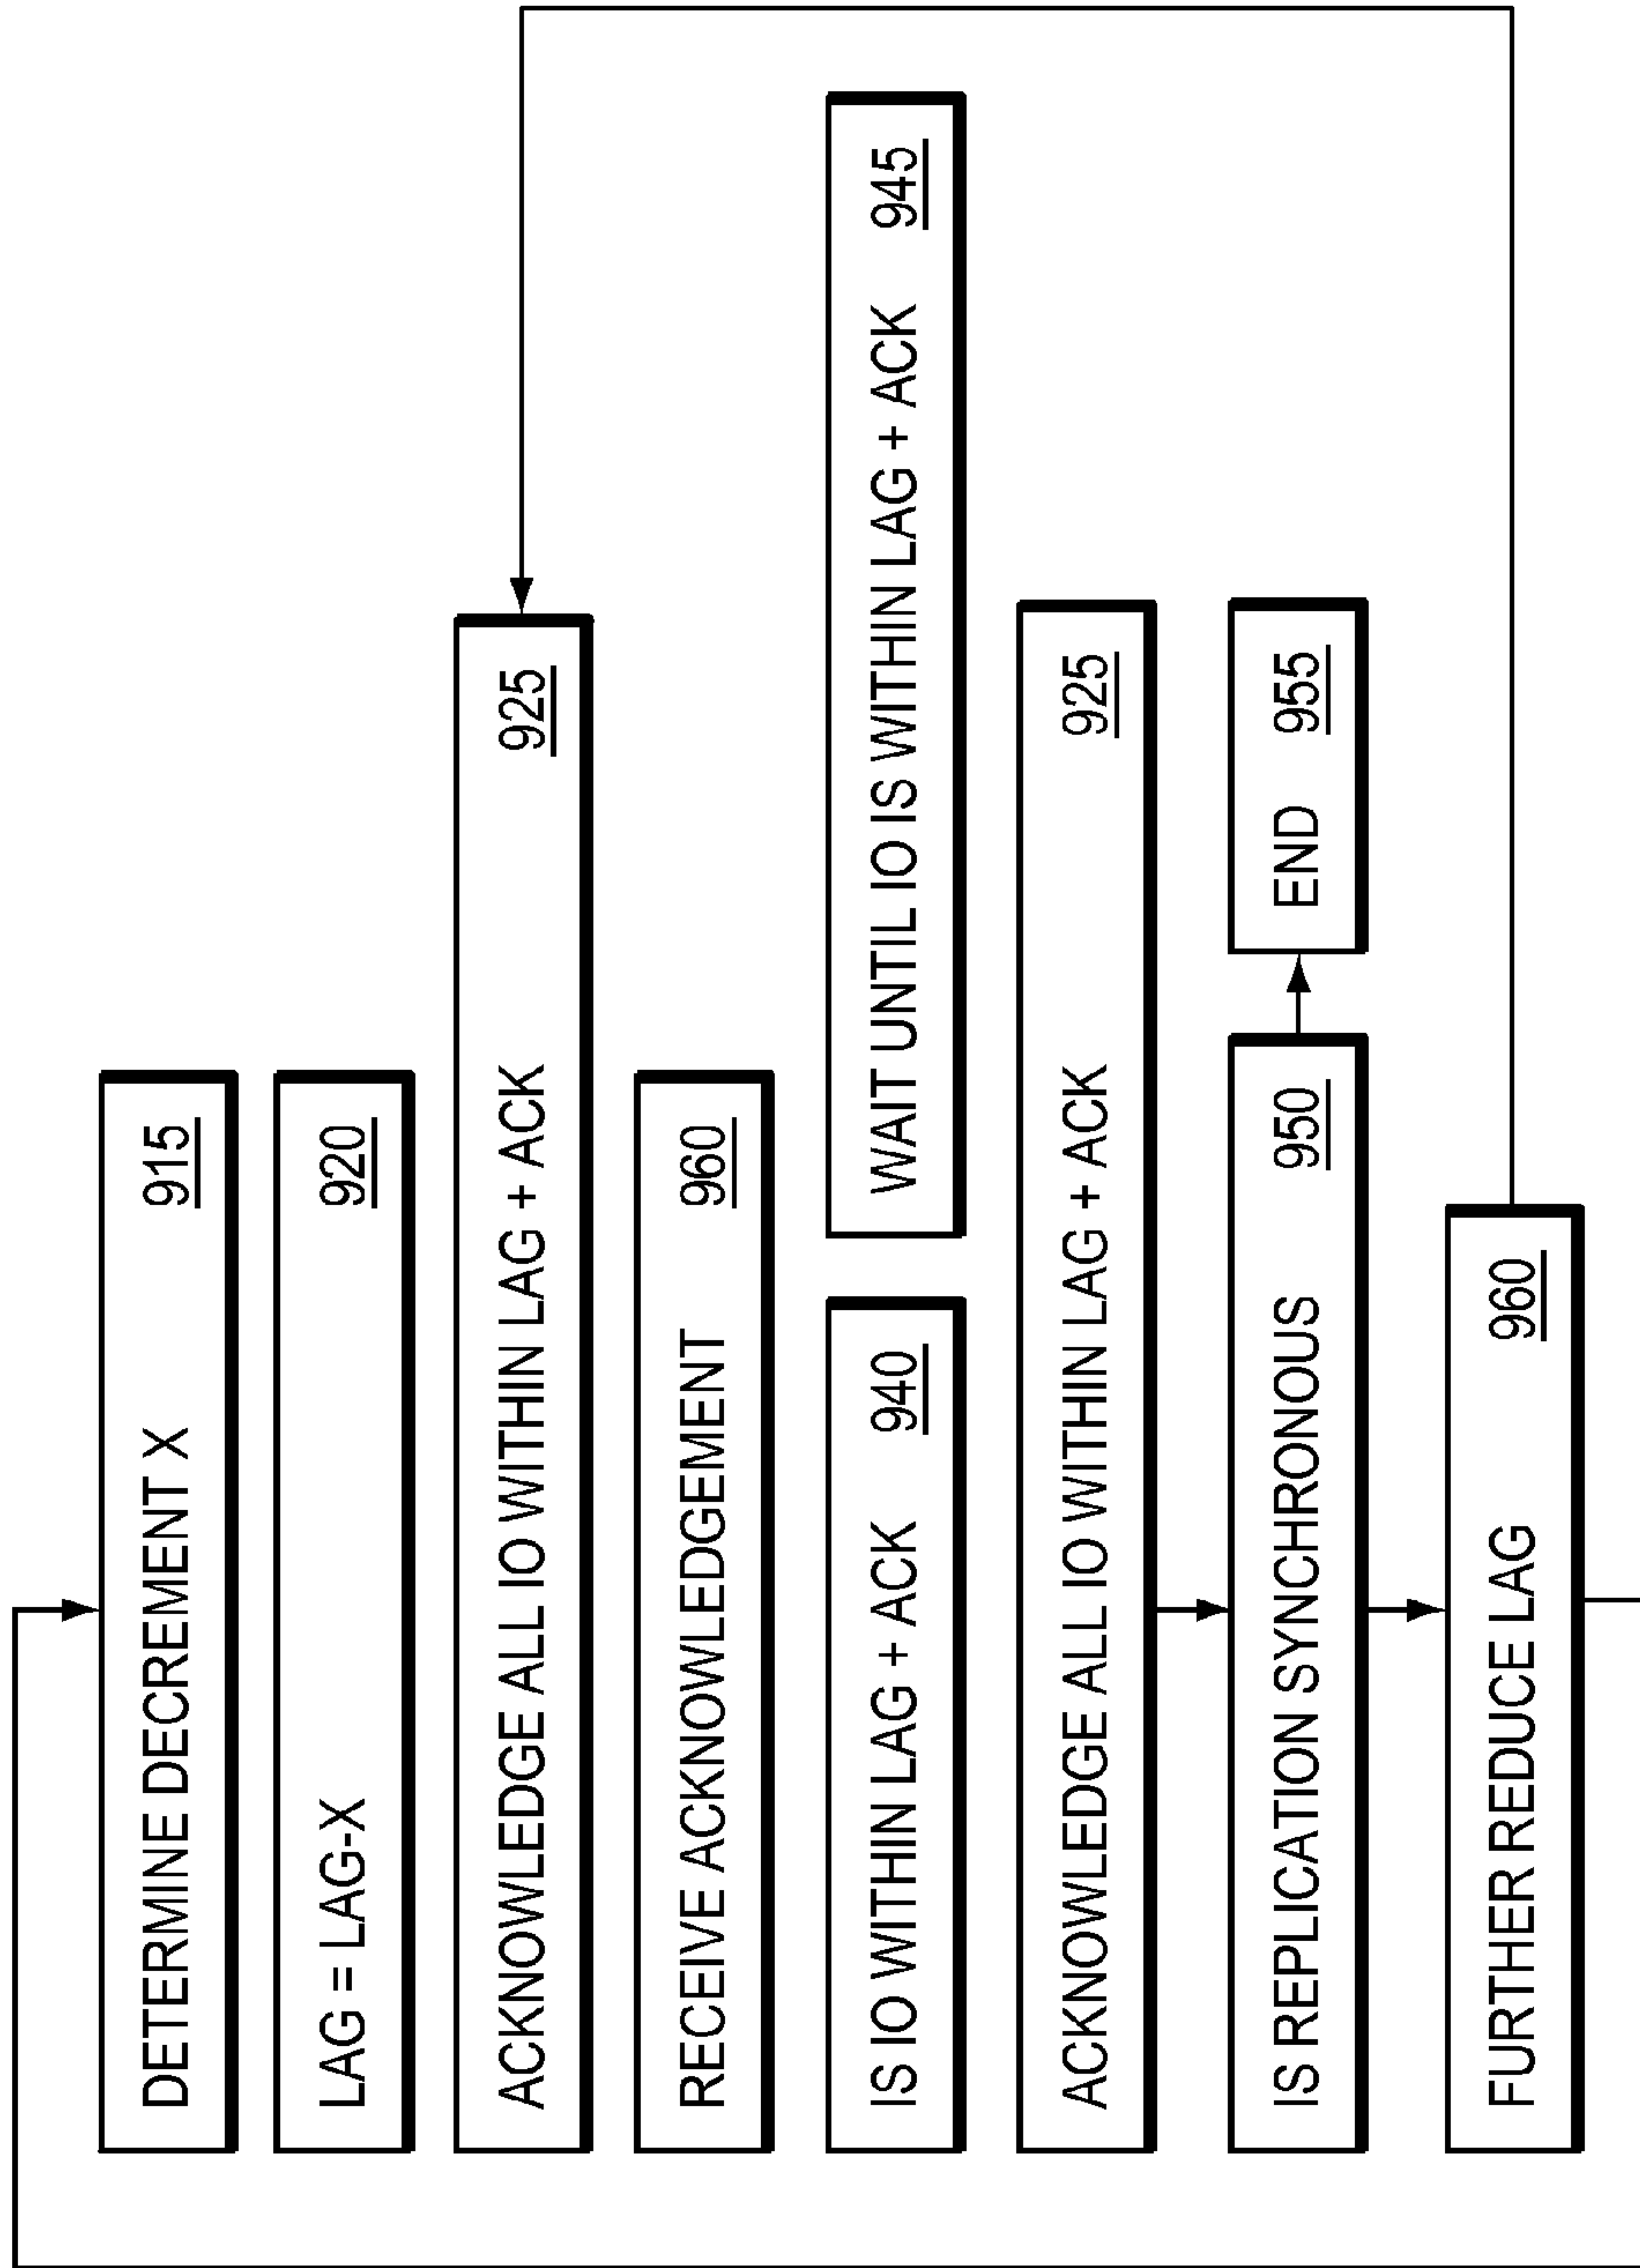 DETERMINE DECREMENT X 915
LAG = LAG-X 920
ACKNOWLEDGE ALL IO WITHIN LAG + ACK 925
RECEIVE ACKNOWLEDGEMENT 960
IS IO WITHIN LAG + ACK 940
WAIT UNTIL IO IS WITHIN LAG + ACK 945
ACKNOWLEDGE ALL IO WITHIN LAG + ACK 925
IS REPLICATION SYNCHRONOUS 950
END 955
FURTHER REDUCE LAG 960